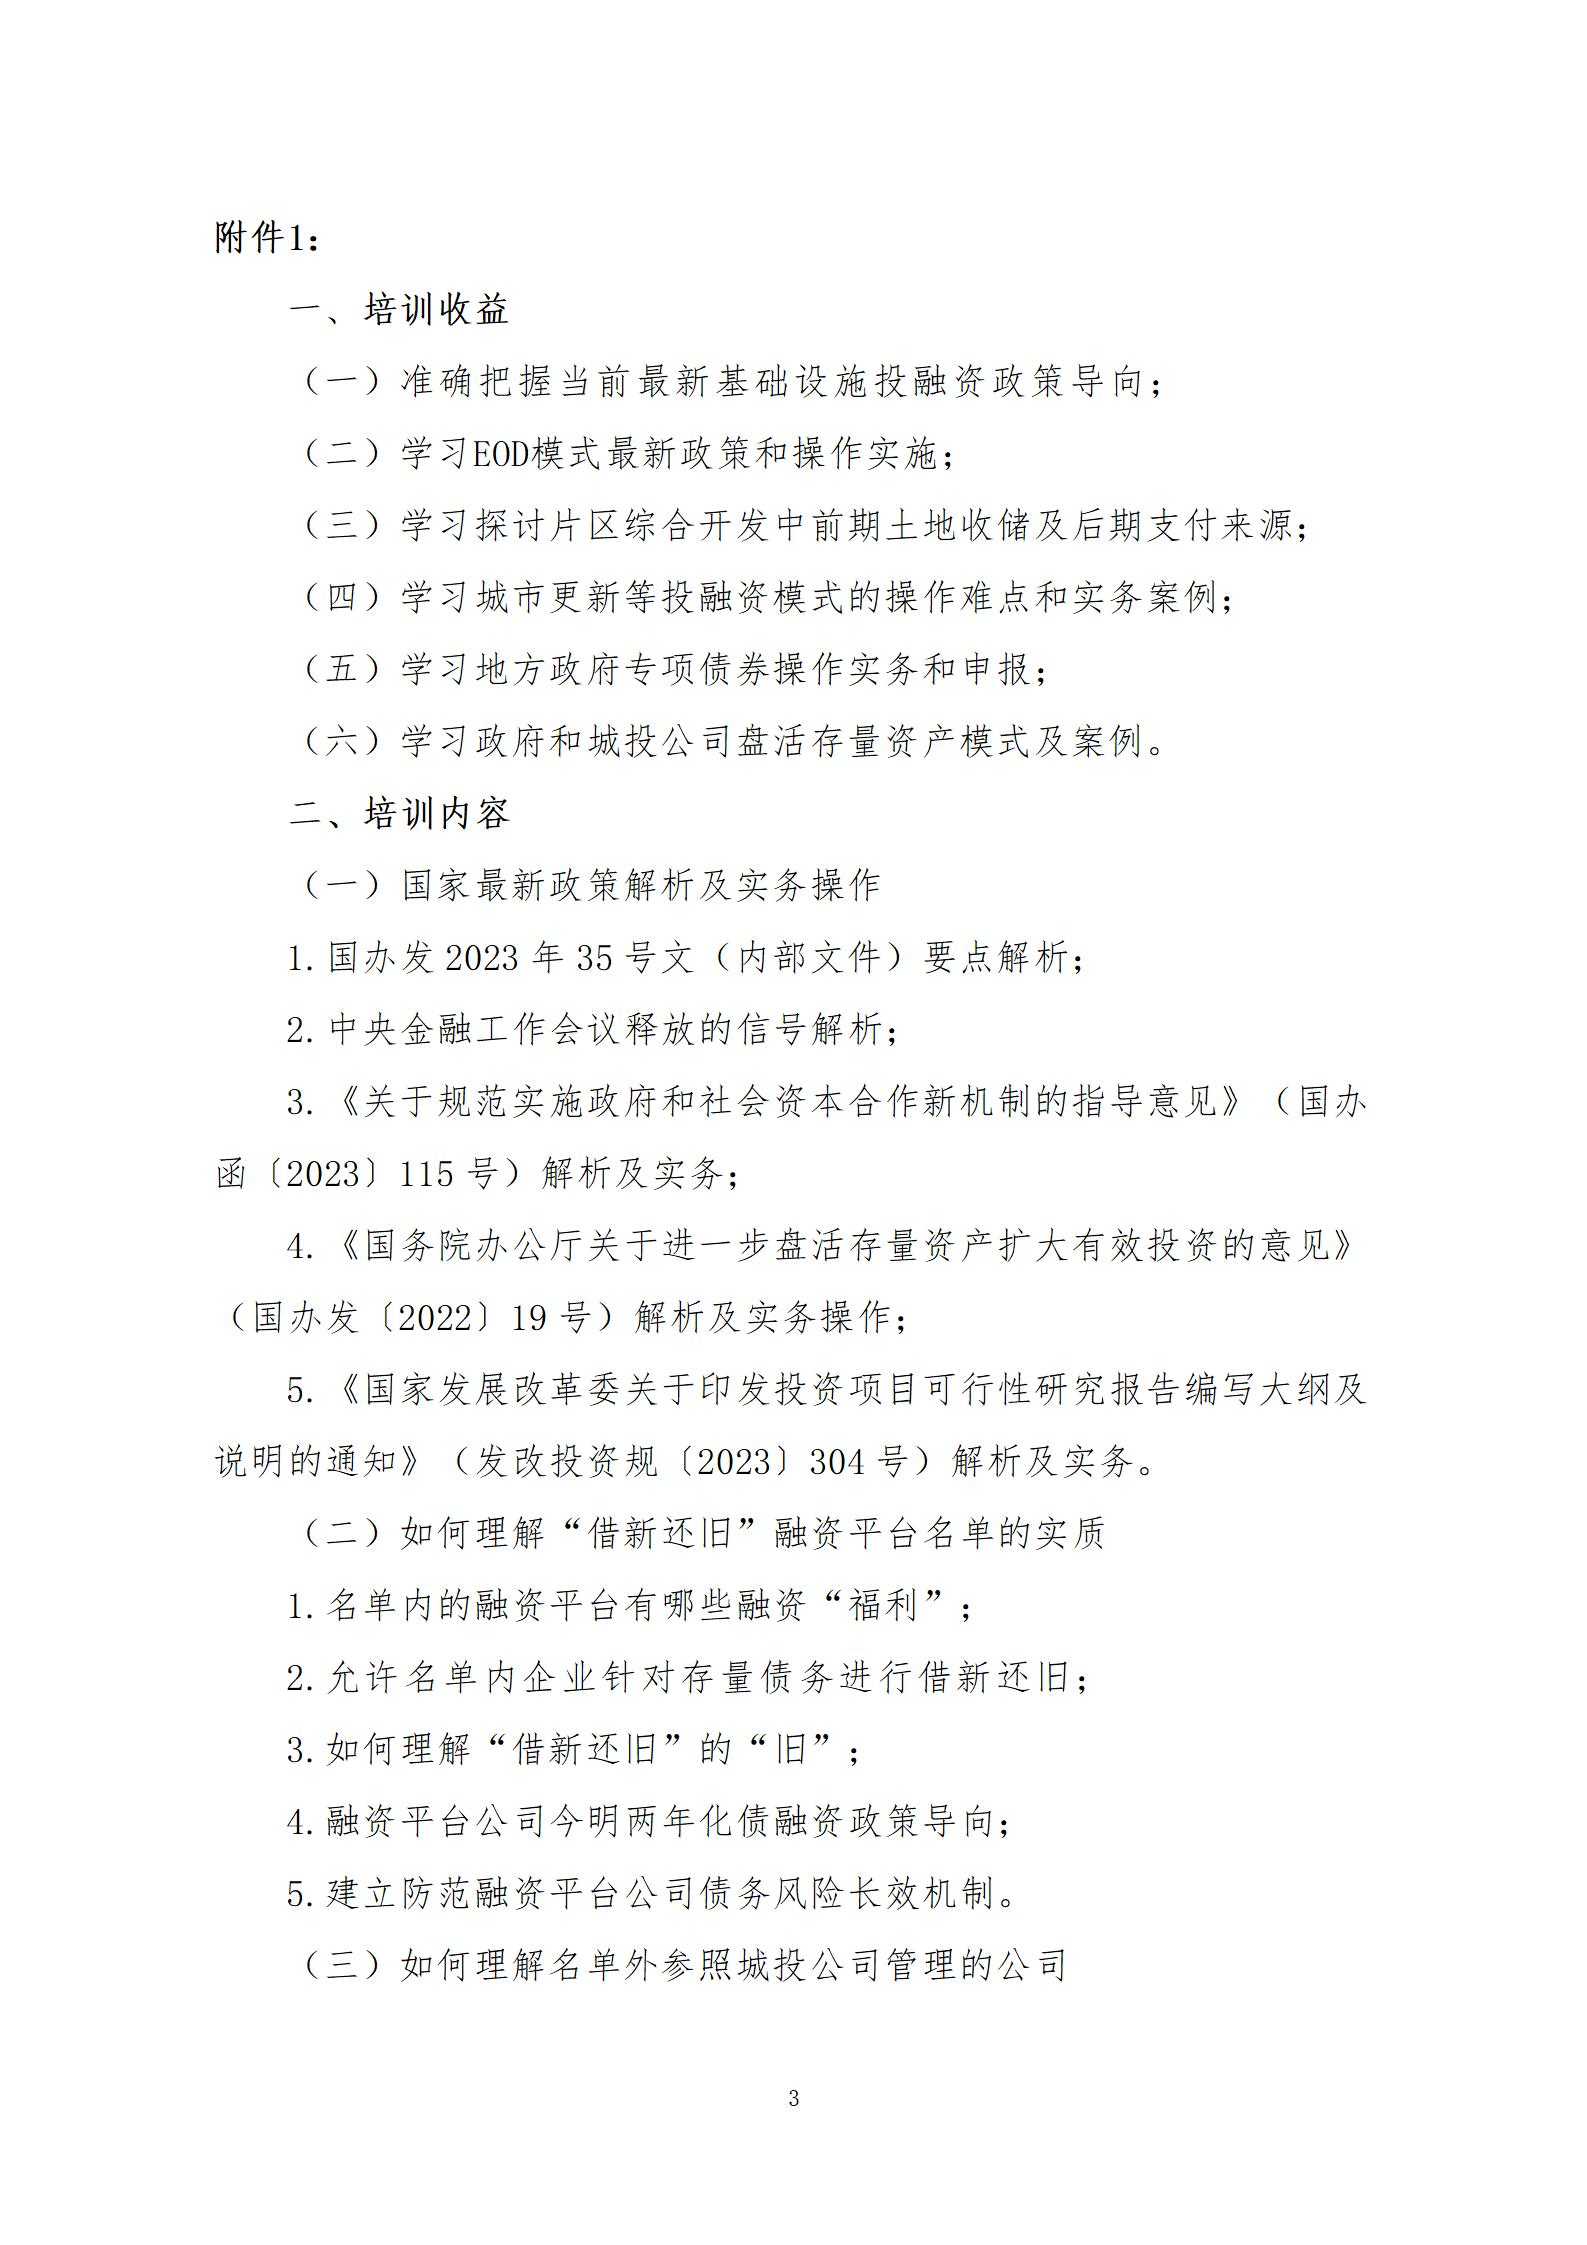 附件1：
一、培训收益
（一）准确把握当前最新基础设施投融资政策导向；
（二）学习EOD模式最新政策和操作实施；
（三）学习探讨片区综合开发中前期土地收储及后期支付来源；
（四）学习城市更新等投融资模式的操作难点和实务案例；
（五）学习地方政府专项债券操作实务和申报；
（六）学习政府和城投公司盘活存量资产模式及案例。
二、培训内容
（一）国家最新政策解析及实务操作
1.国办发 2023 年 35 号文（内部文件）要点解析；
2.中央金融工作会议释放的信号解析；
3.《关于规范实施政府和社会资本合作新机制的指导意见》（国办
函〔2023〕115 号）解析及实务；
4.《国务院办公厅关于进一步盘活存量资产扩大有效投资的意见》
（国办发〔2022〕19 号）解析及实务操作；
5.《国家发展改革委关于印发投资项目可行性研究报告编写大纲及
说明的通知》（发改投资规〔2023〕304 号）解析及实务。
（二）如何理解“借新还旧”融资平台名单的实质
1.名单内的融资平台有哪些融资“福利”；
2.允许名单内企业针对存量债务进行借新还旧；
3.如何理解“借新还旧”的“旧”；
4.融资平台公司今明两年化债融资政策导向；
5.建立防范融资平台公司债务风险长效机制。
（三）如何理解名单外参照城投公司管理的公司
3